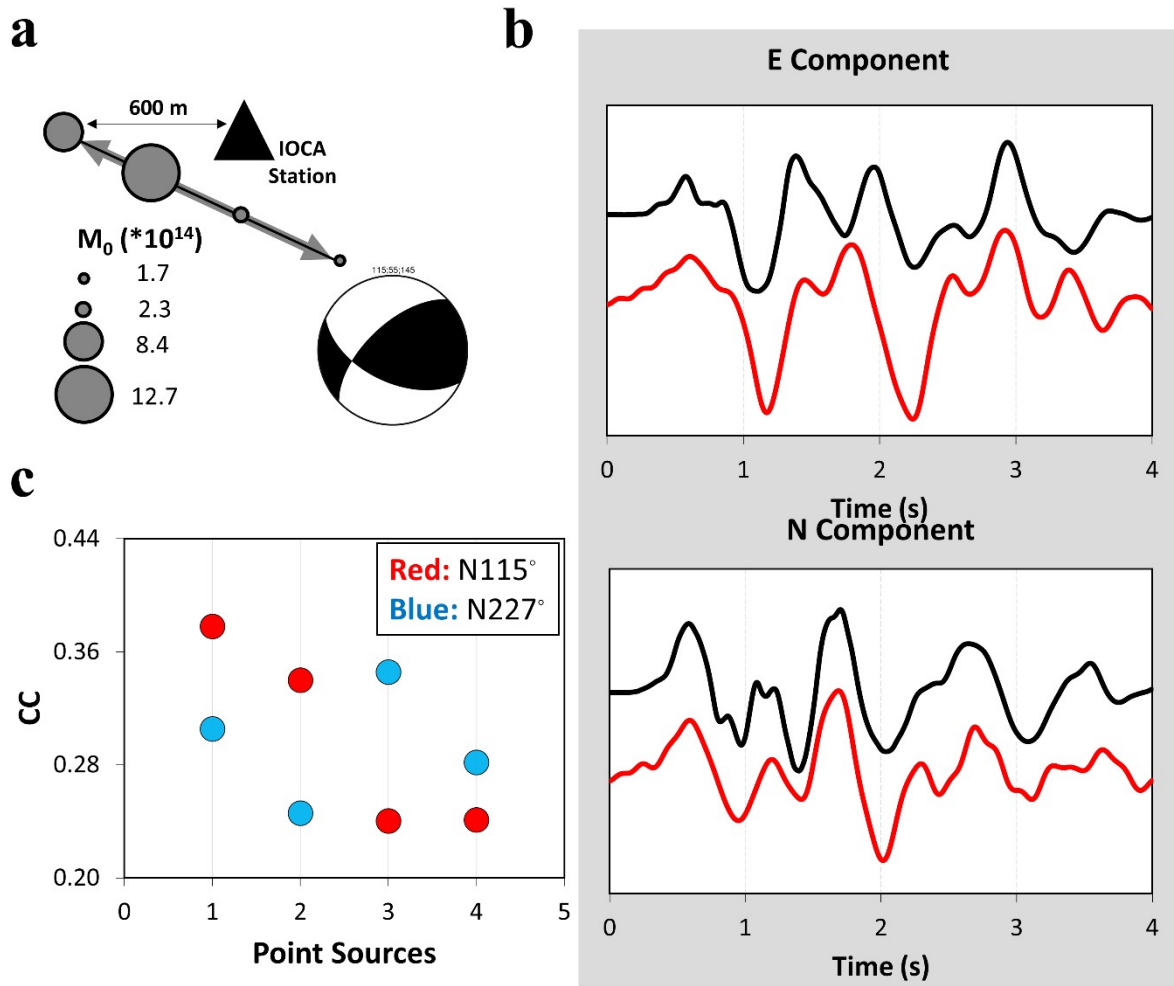 a
600 m
IOCA
Station
M0 (*10^14)
1.7
2.3
8.4
12.7
115;55;145
b
E Component
0 1 2 3 4
Time (s)
N Component
0 1 2 3 4
Time (s)
c
0.44
0.36
0.28
0.20
CC
Red: N115°
Blue: N227°
0 1 2 3 4 5
Point Sources